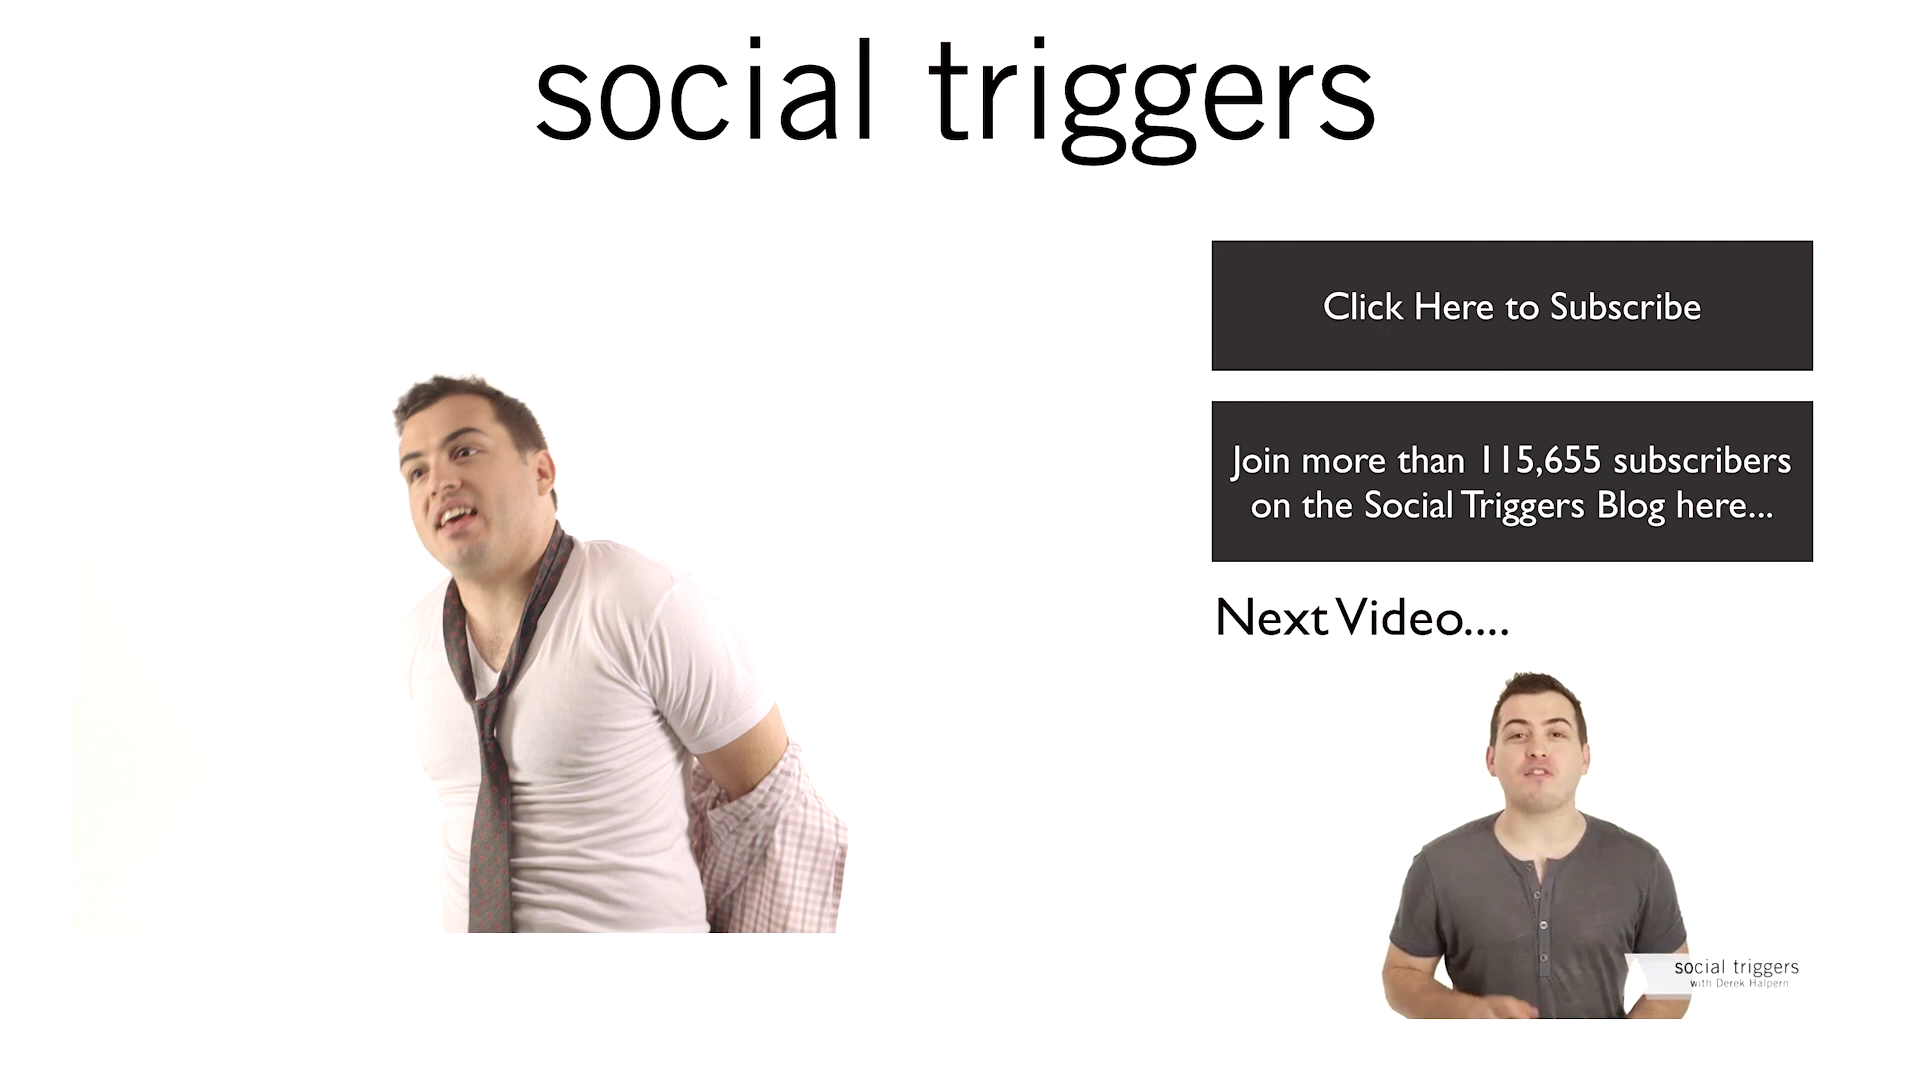 social triggers
Click Here to Subscribe
Join more than 115,655 subscribers
on the Social Triggers Blog here...
Next Video....
social triggers
with Derek Halpern